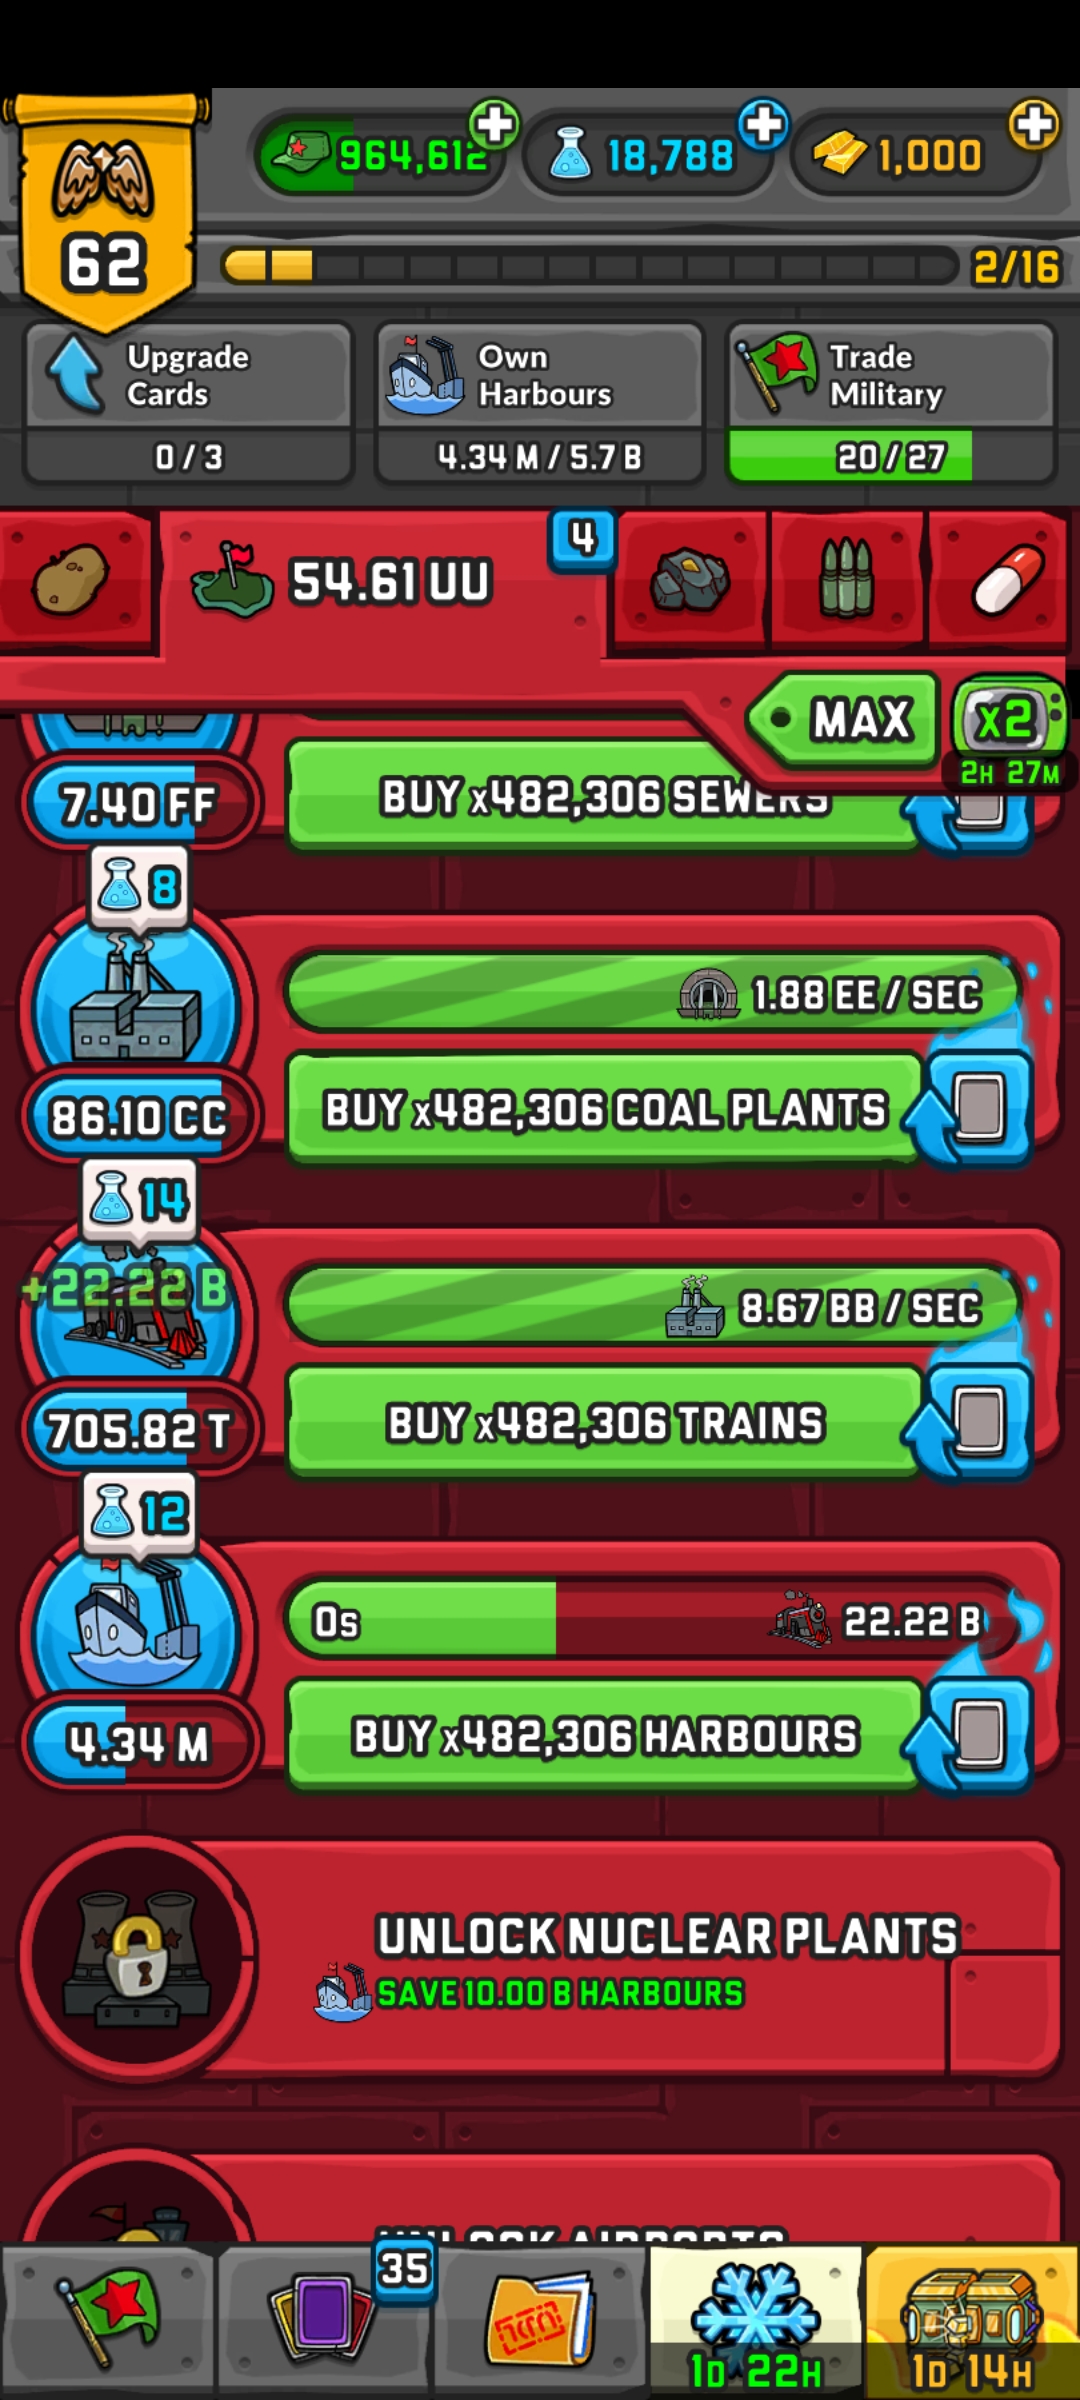 964,612
18,788
1,000
62
2/16
Upgrade Cards
0 / 3
Own Harbours
4.34 M / 5.7 B
Trade Military
20 / 27
54.61 UU
4
MAX
x2
2H 27M
7.40 FF
BUY x482,306 SEWERS
8
1.88 EE / SEC
86.10 CC
BUY x482,306 COAL PLANTS
14
+22.22 B
8.67 BB / SEC
705.82 T
BUY x482,306 TRAINS
12
0s
22.22 B
4.34 M
BUY x482,306 HARBOURS
UNLOCK NUCLEAR PLANTS
SAVE 10.00 B HARBOURS
UNLOCK AIRPORTS
35
1D 22H
1D 14H